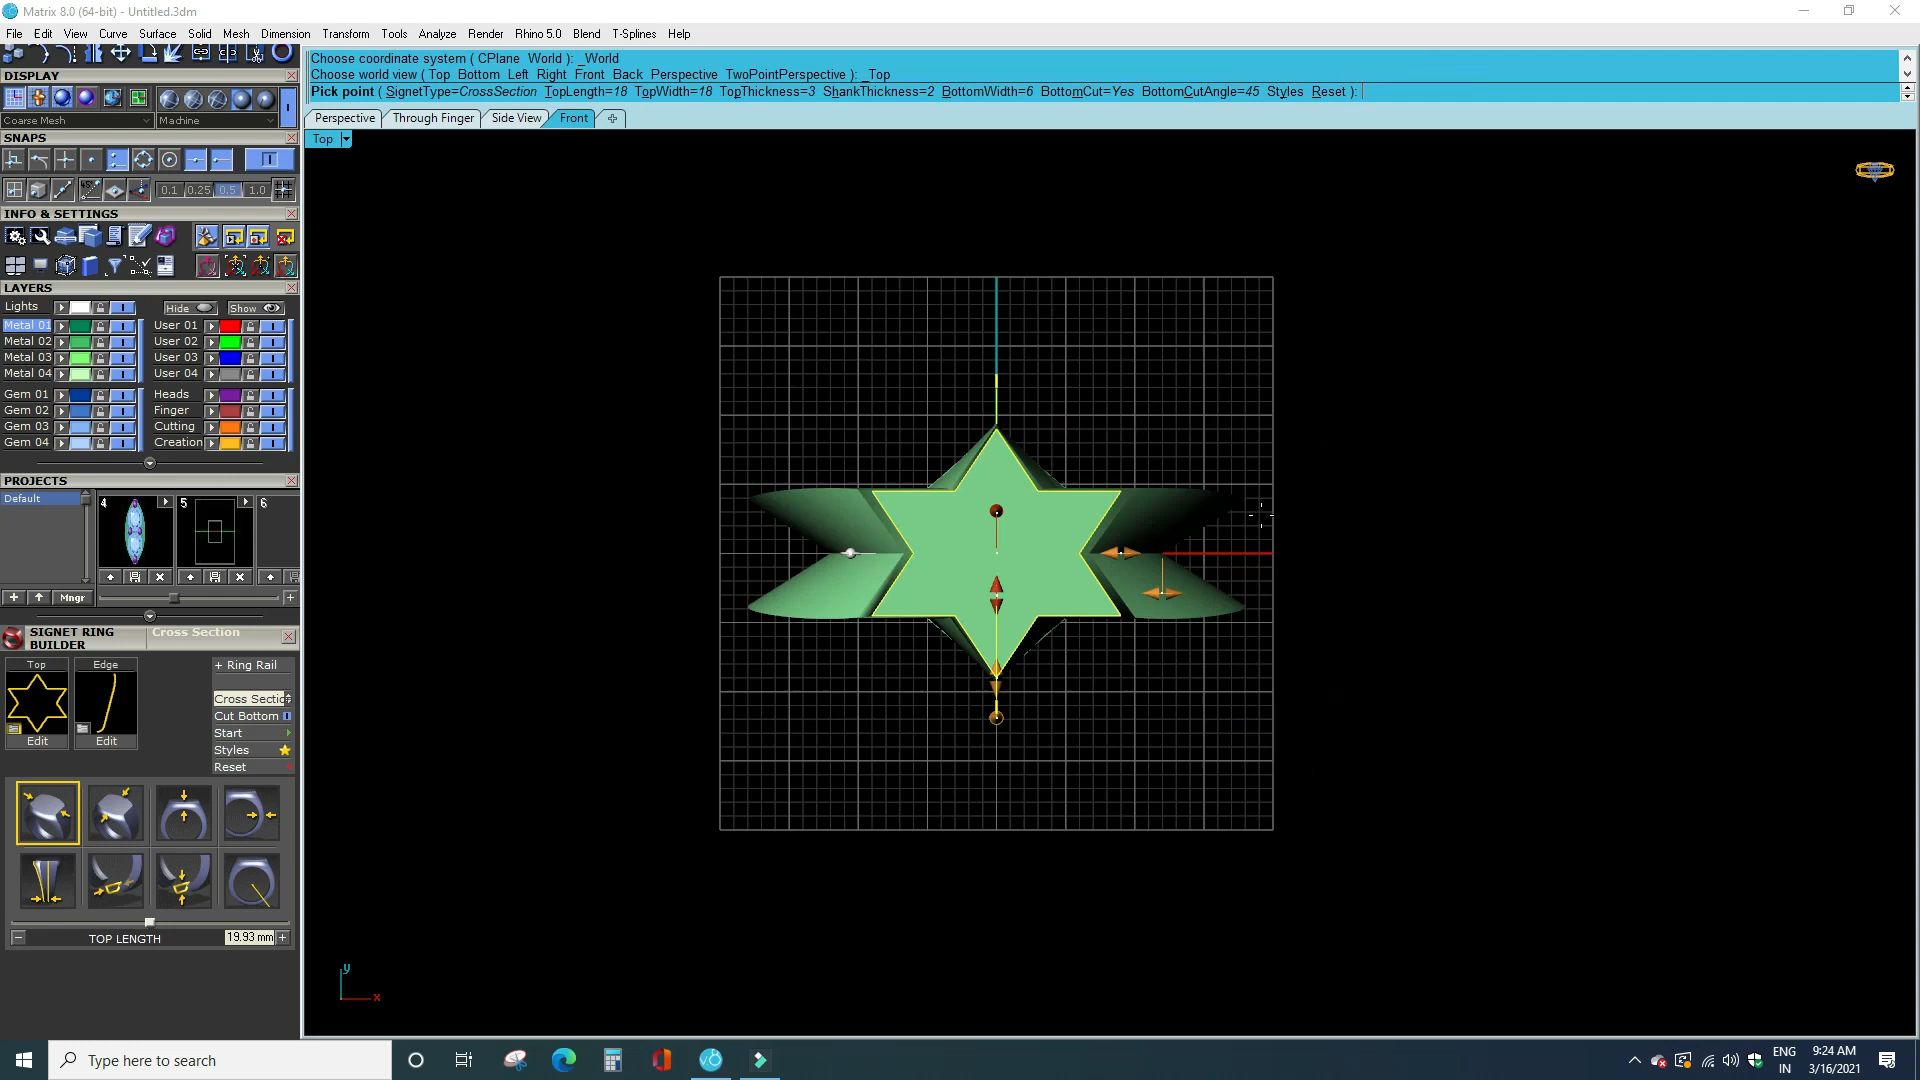 Matrix 8.0 (64-bit) - Untitled.3dm
File Edit View Curve Surface Solid Mesh Dimension Transform Tools Analyze Render Rhino 5.0 Blend T-Splines Help
Choose coordinate system ( CPlane World ): _World
Choose world view ( Top Bottom Left Right Front Back Perspective TwoPointPerspective ): _Top
Pick point ( SignetType=CrossSection TopLength=18 TopWidth=18 TopThickness=3 ShankThickness=2 BottomWidth=6 BottomCut=Yes BottomCutAngle=45 Styles Reset ):
DISPLAY
Coarse Mesh Machine
Perspective Through Finger Side View Front
Top
SNAPS
0.1 0.25 0.5 1.0
INFO & SETTINGS
LAYERS
Lights Hide Show
Metal 01 User 01
Metal 02 User 02
Metal 03 User 03
Metal 04 User 04
Gem 01 Heads
Gem 02 Finger
Gem 03 Cutting
Gem 04 Creation
PROJECTS
Default 4 5 6
Mngr
SIGNET RING BUILDER Cross Section
Top Edge + Ring Rail
Cross Sectio
Cut Bottom
Start
Edit Edit Styles
Reset
TOP LENGTH 19.93 mm
y
x
Type here to search
ENG 9:24 AM
IN 3/16/2021